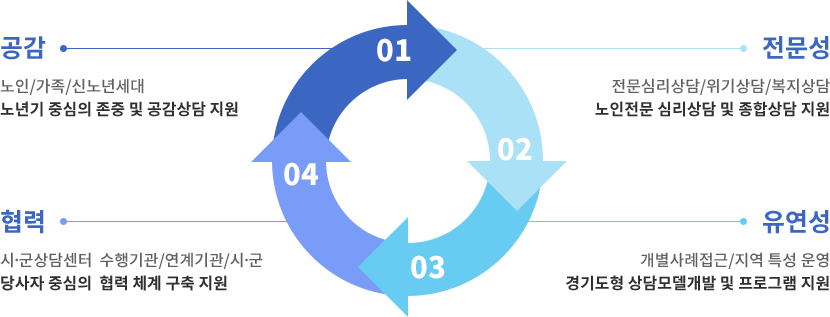 공감
01
전문성
노인/가족/신노년세대
노년기 중심의 존중 및 공감상담 지원
전문심리상담/위기상담/복지상담
노인전문 심리상담 및 종합상담 지원
02
04
협력
유연성
시·군상담센터 수행기관/연계기관/시·군
당사자 중심의 협력 체계 구축 지원
03
개별사례접근/지역 특성 운영
경기도형 상담모델개발 및 프로그램 지원